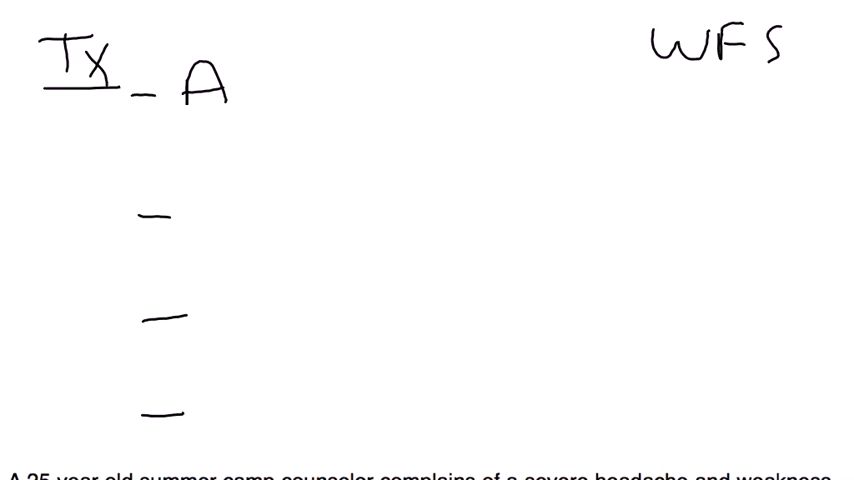 Tx - A
WFS
-
-
-
A 25 year old summer camp counselor complains of a severe headache and weakness